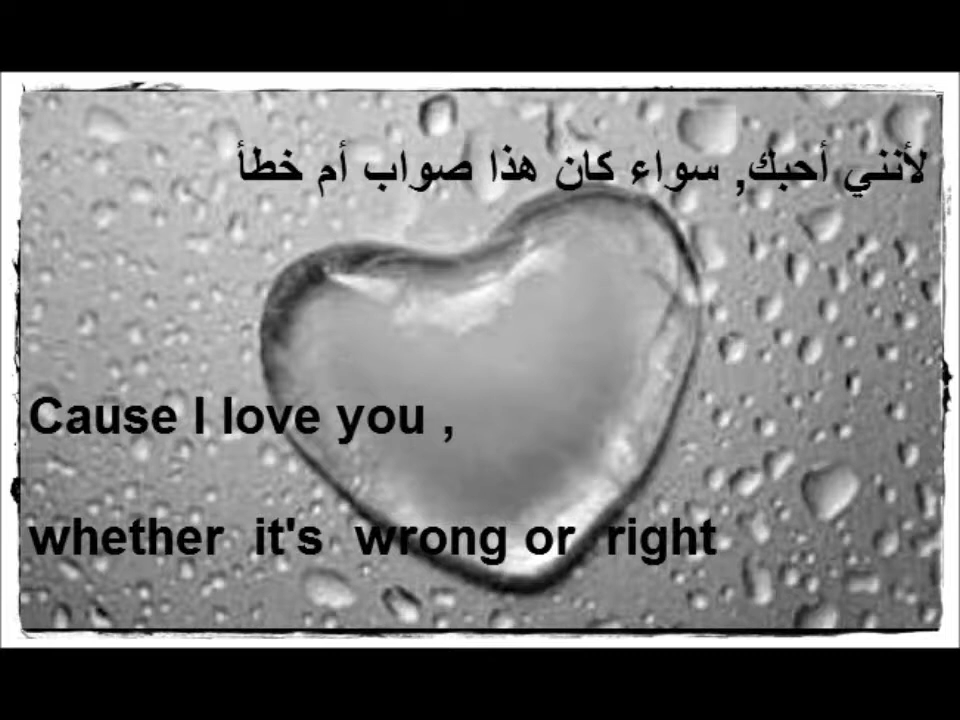 لأنني أحبك, سواء كان هذا صواب أم خطأ
Cause I love you ,
whether it's wrong or right